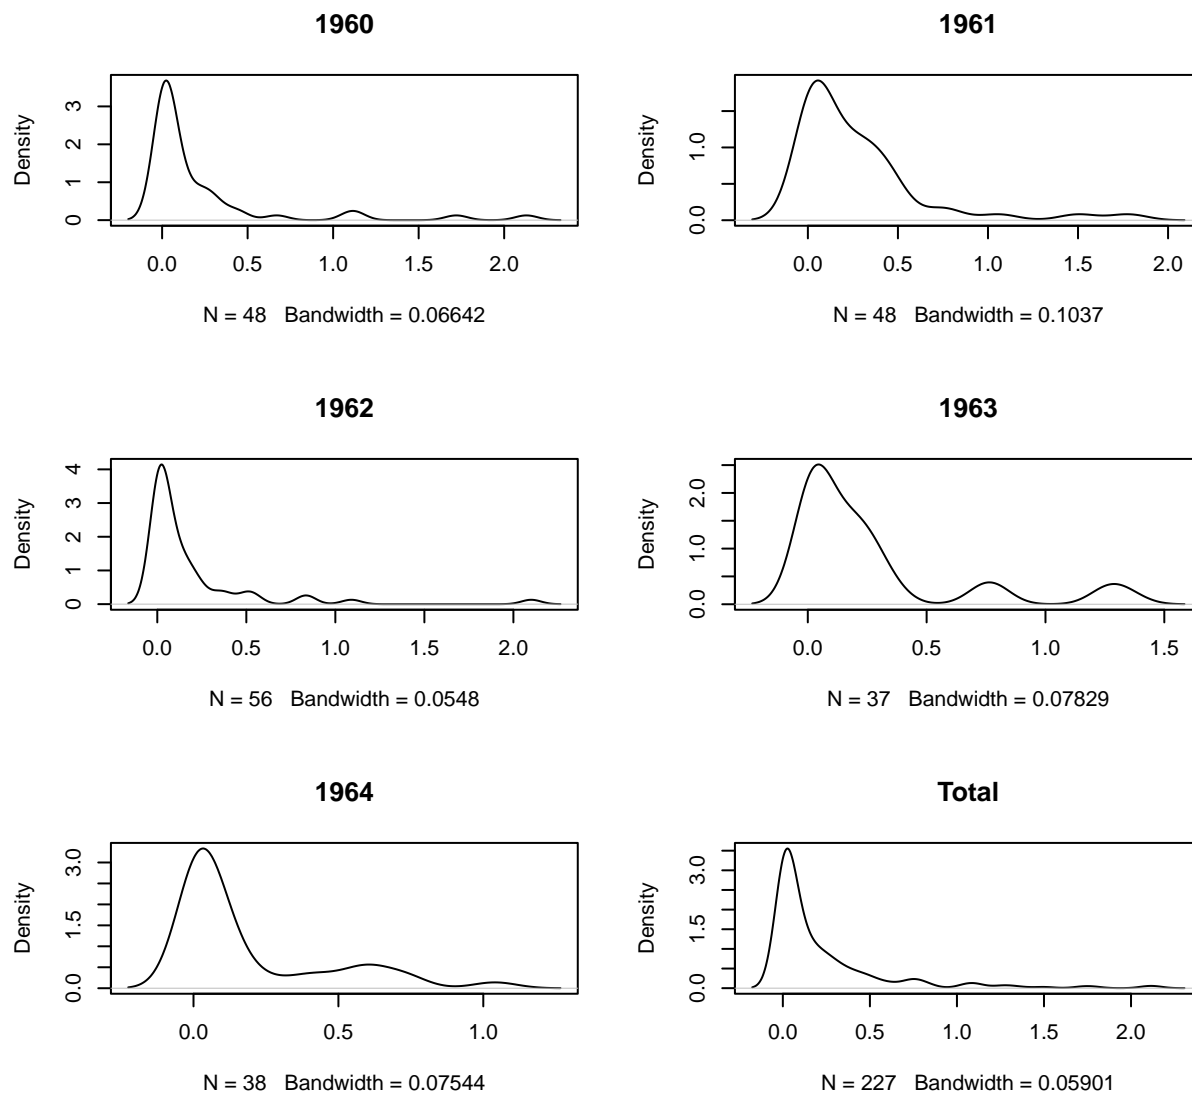 1960
Density
0 1 2 3
0.0 0.5 1.0 1.5 2.0
N = 48 Bandwidth = 0.06642
1961
Density
0.0 1.0
0.0 0.5 1.0 1.5 2.0
N = 48 Bandwidth = 0.1037
1962
Density
0 1 2 3 4
0.0 0.5 1.0 1.5 2.0
N = 56 Bandwidth = 0.0548
1963
Density
0.0 1.0 2.0
0.0 0.5 1.0 1.5
N = 37 Bandwidth = 0.07829
1964
Density
0.0 1.5 3.0
0.0 0.5 1.0
N = 38 Bandwidth = 0.07544
Total
Density
0.0 1.5 3.0
0.0 0.5 1.0 1.5 2.0
N = 227 Bandwidth = 0.05901